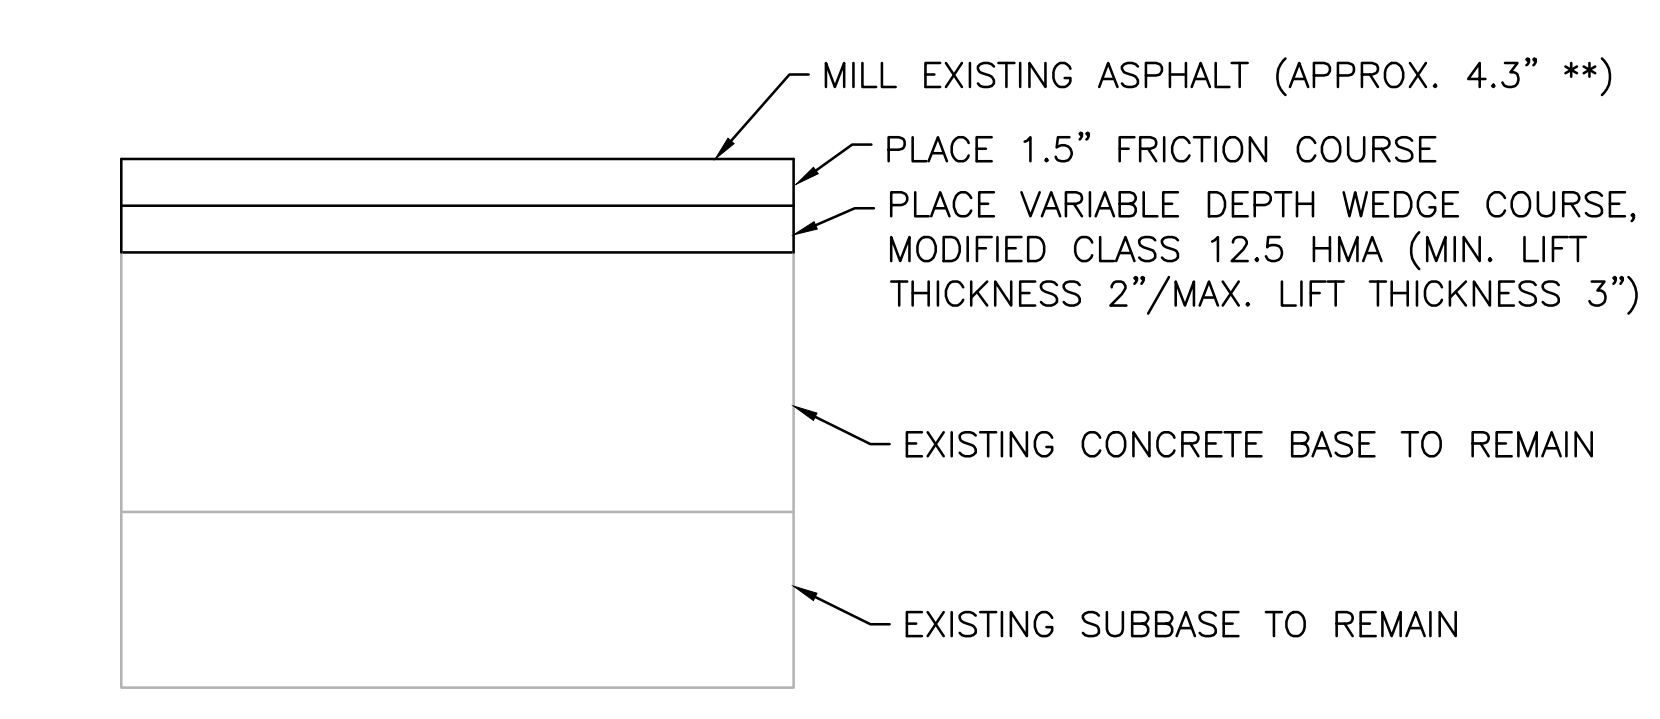 MILL EXISTING ASPHALT (APPROX. 4.3” **)
PLACE 1.5” FRICTION COURSE
PLACE VARIABLE DEPTH WEDGE COURSE,
MODIFIED CLASS 12.5 HMA (MIN. LIFT
THICKNESS 2”/MAX. LIFT THICKNESS 3”)
EXISTING CONCRETE BASE TO REMAIN
EXISTING SUBBASE TO REMAIN